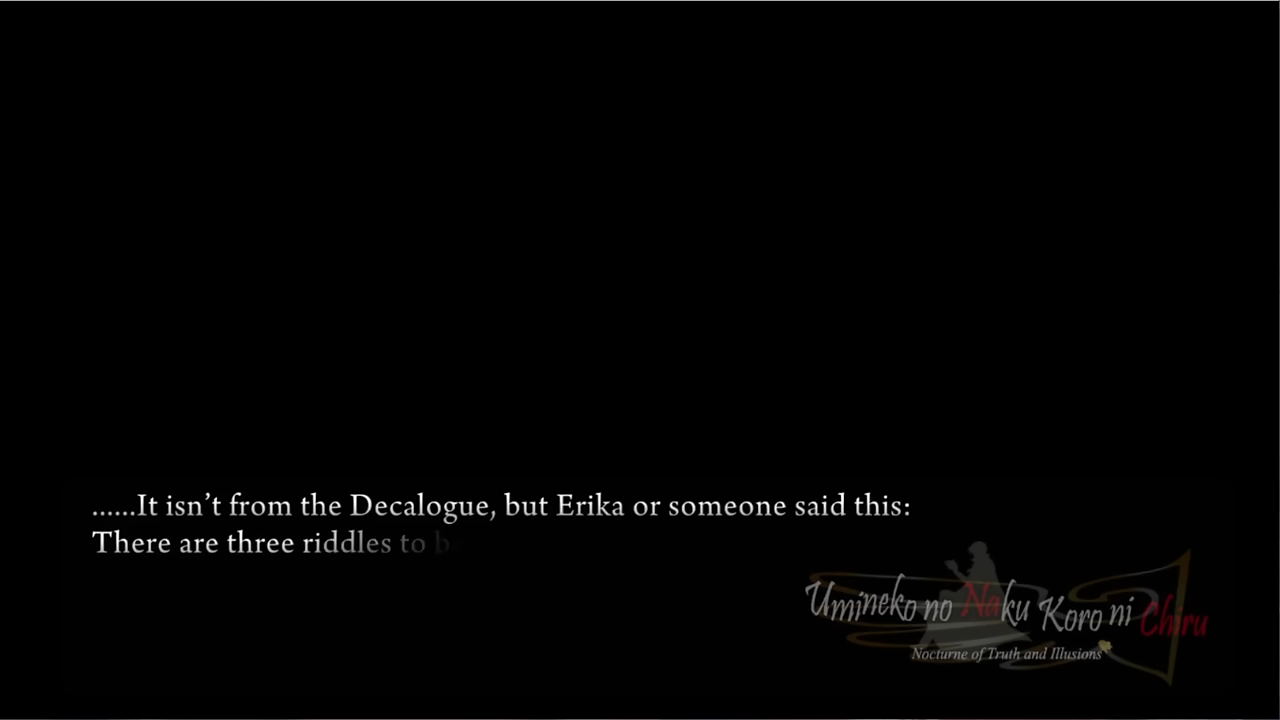 ......It isn't from the Decalogue, but Erika or someone said this:
There are three riddles to
Umineko no Naku Koro ni Chiru
Nocturne of Truth and Illusions